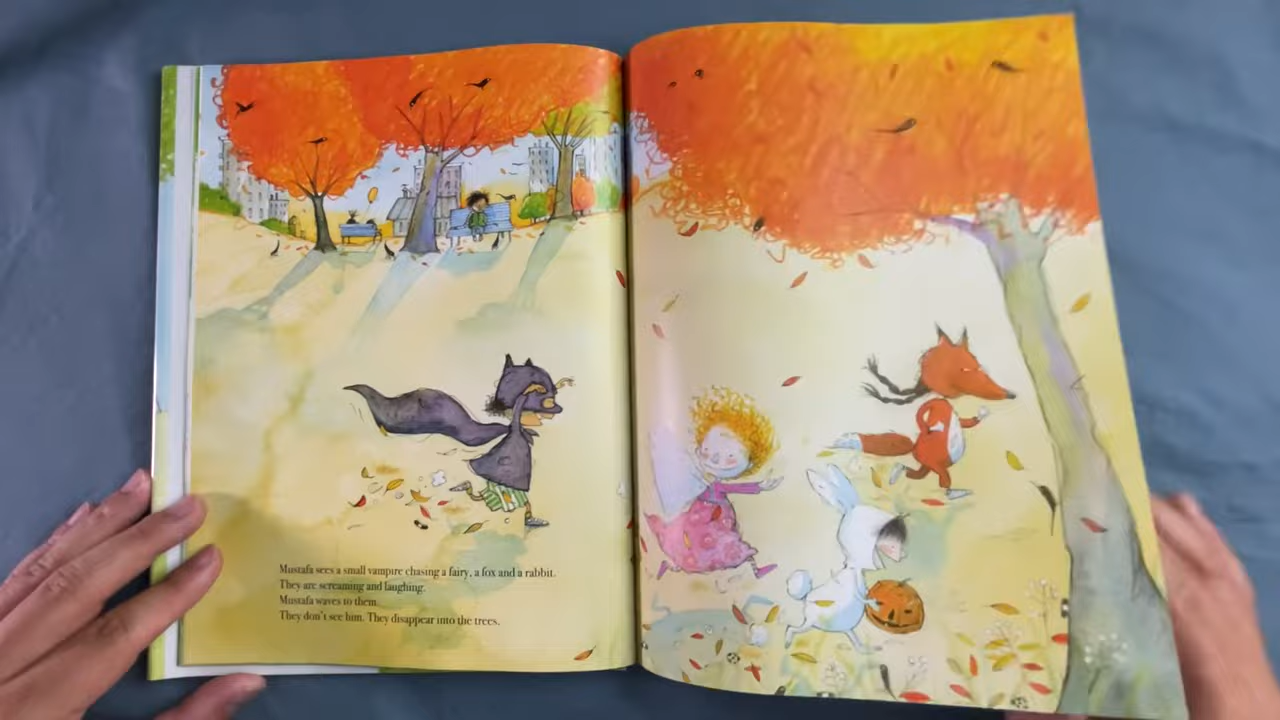 Mustafa sees a small vampire chasing a fairy, a fox and a rabbit.
They are screaming and laughing.
Mustafa waves to them.
They don't see him. They disappear into the trees.